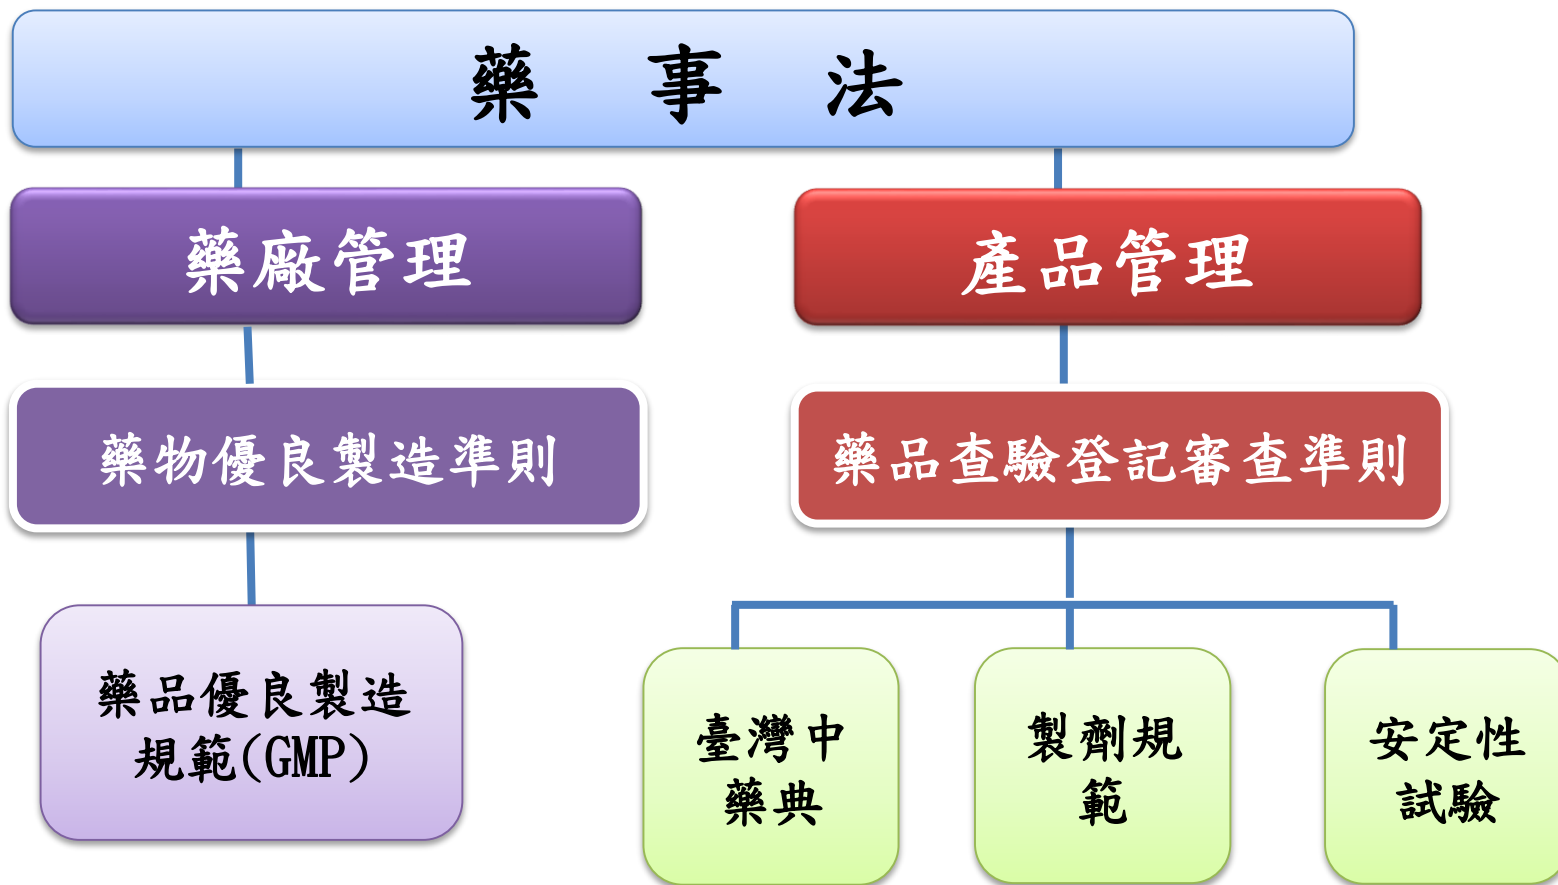 藥 事 法
藥廠管理
產品管理
藥物優良製造準則
藥品查驗登記審查準則
藥品優良製造
規範(GMP)
臺灣中
藥典
製劑規
範
安定性
試驗